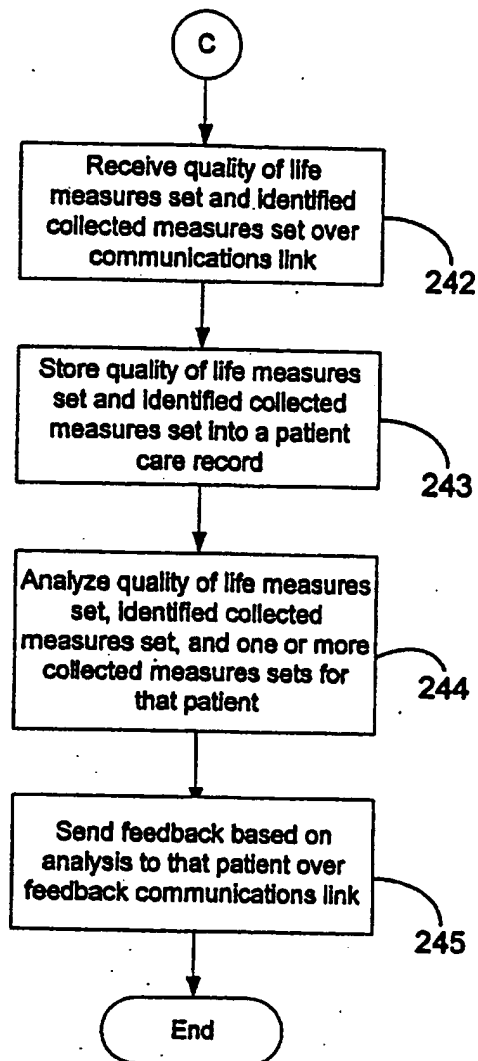 C
Receive quality of life
measures set and identified
collected measures set over
communications link
242
Store quality of life measures
set and identified collected
measures set into a patient
care record
243
Analyze quality of life measures
set, identified collected
measures set, and one or more
collected measures sets for
that patient
244
Send feedback based on
analysis to that patient over
feedback communications link
245
End